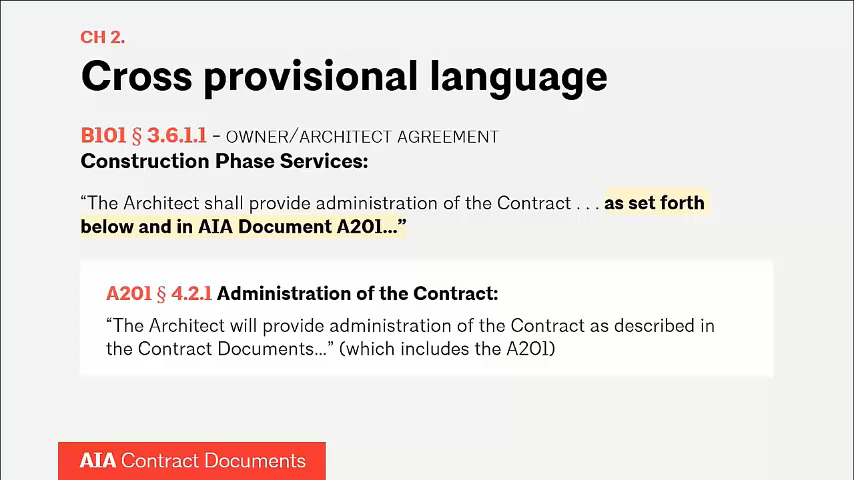 CH 2.
Cross provisional language
B101 § 3.6.1.1 - OWNER/ARCHITECT AGREEMENT
Construction Phase Services:
“The Architect shall provide administration of the Contract . . . as set forth
below and in AIA Document A201...”
A201 § 4.2.1 Administration of the Contract:
“The Architect will provide administration of the Contract as described in
the Contract Documents...” (which includes the A201)
AIA Contract Documents